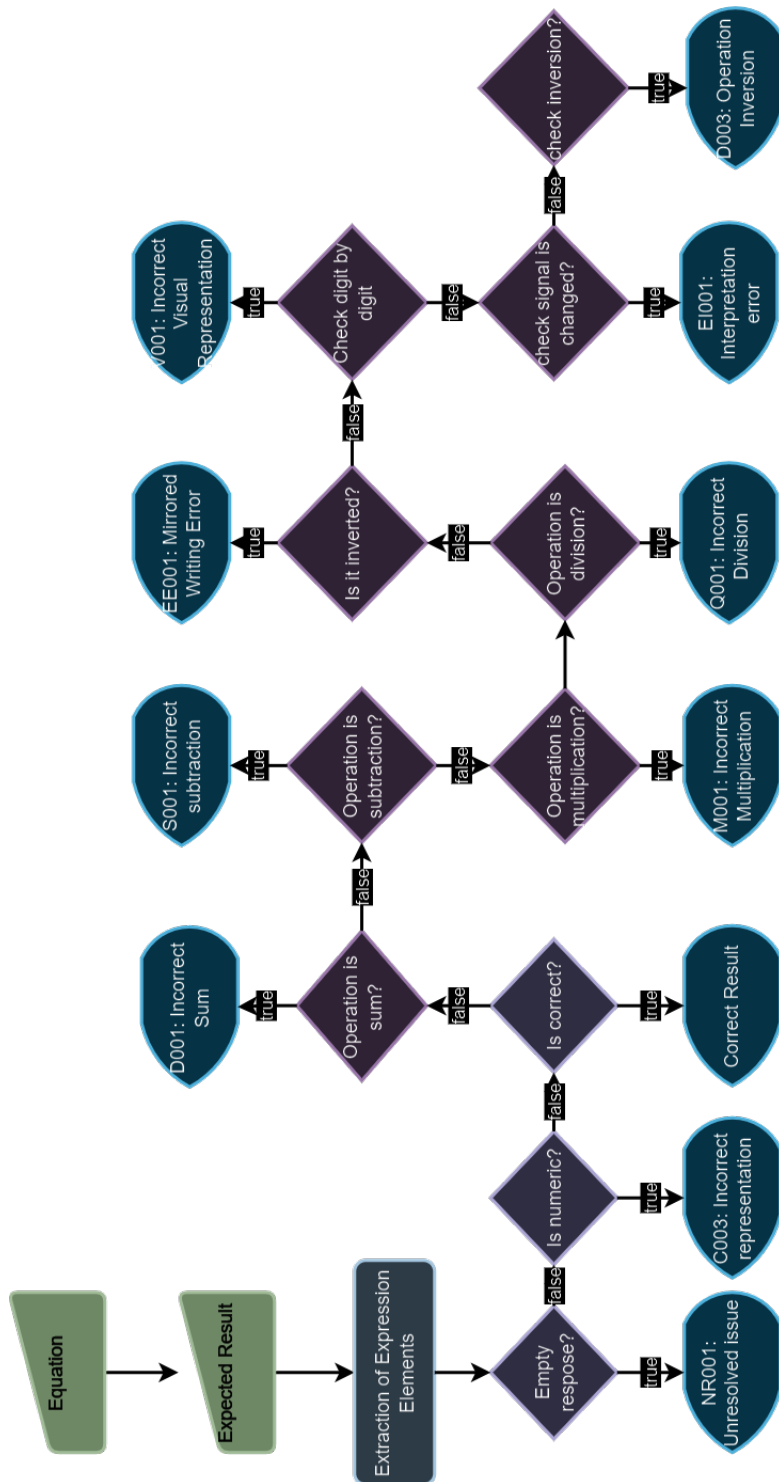 Equation
Expected Result
Extraction of Expression
Elements
Empty
respose?
true
NR001:
Unresolved issue
false
Is numeric?
true
C003: Incorrect
representation
false
Is correct?
true
Correct Result
false
Operation is
sum?
true
D001: Incorrect
Sum
false
Operation is
subtraction?
true
S001: Incorrect
subtraction
false
Operation is
multiplication?
true
M001: Incorrect
Multiplication
Operation is
division?
true
Q001: Incorrect
Division
false
Is it inverted?
true
EE001: Mirrored
Writing Error
false
Check digit by
digit
true
V001: Incorrect
Visual
Representation
false
check signal is
changed?
true
EI001:
Interpretation
error
false
check inversion?
true
D003: Operation
Inversion